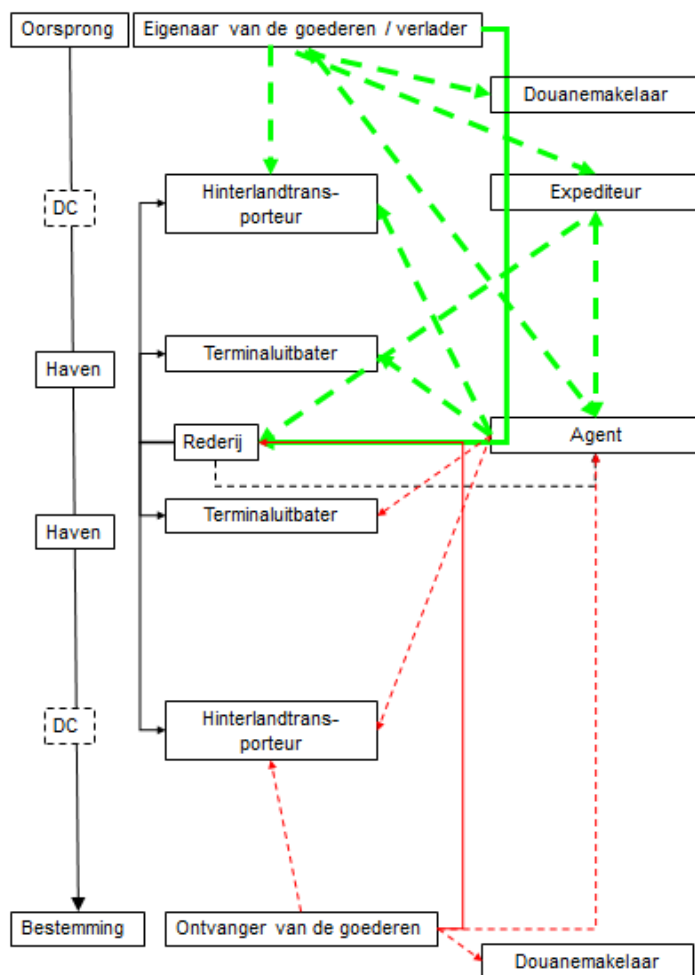 Oorsprong
Eigenaar van de goederen / verlader
Douanemakelaar
DC
Hinterlandtrans-
porteur
Expediteur
Haven
Terminaluitbater
Rederij
Agent
Haven
Terminaluitbater
DC
Hinterlandtrans-
porteur
Bestemming
Ontvanger van de goederen
Douanemakelaar